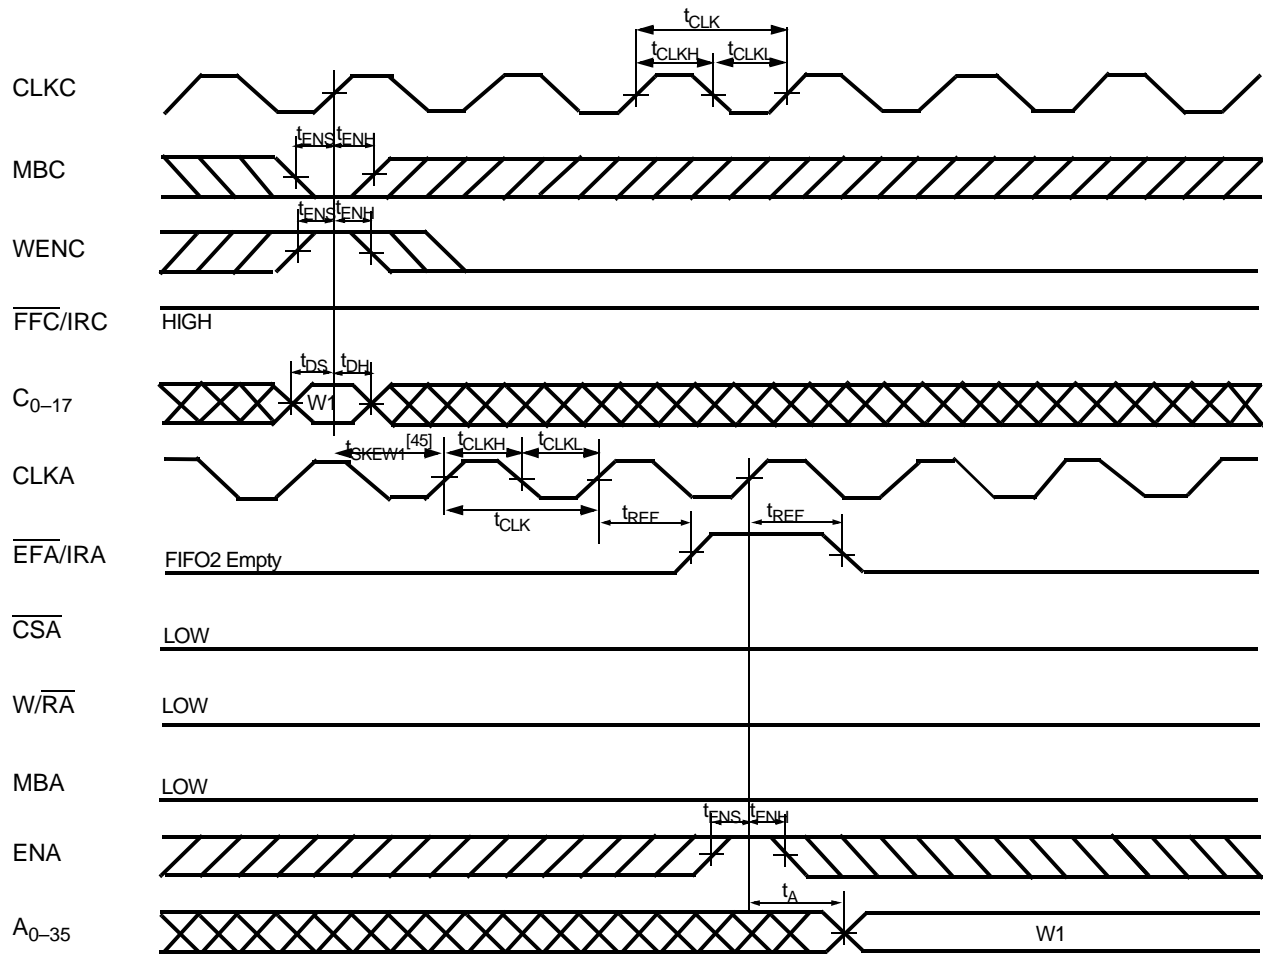 tCLK
tCLKH tCLKL
CLKC
tENS tENH
MBC
tENS tENH
WENC
FFC/IRC HIGH
tDS tDH
C0–17 W1
tSKEW1[45] tCLKH tCLKL
CLKA
tCLK tREF tREF
EFA/IRA FIFO2 Empty
CSA LOW
W/RA LOW
MBA LOW
tENS tENH
ENA
tA
A0–35 W1